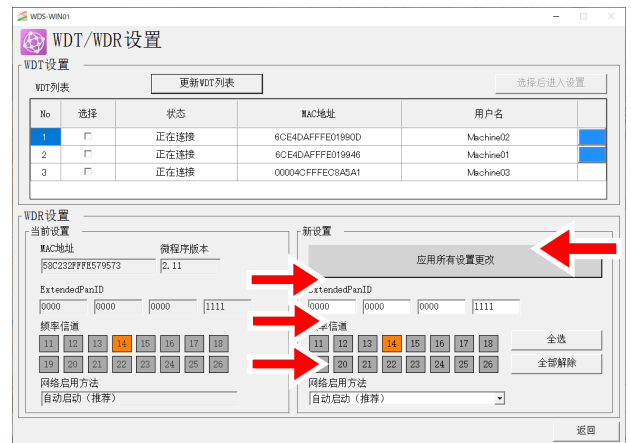 WDS-WIN01
WDT/WDR设置
WDT设置
WDT列表
更新WDT列表
选择后进入设置
No 选择 状态 MAC地址 用户名
1 正在连接 6CE4DAFFFE01990D Machine02
2 正在连接 6CE4DAFFFE019946 Machine01
3 正在连接 00004CFFFEC8A5A1 Machine03
WDR设置
当前设置
MAC地址 微程序版本
58C232FFFE579573 2.11
ExtendedPanID
0000 0000 0000 1111
频率信道
11 12 13 14 15 16 17 18
19 20 21 22 23 24 25 26
网络启用方法
自动启动（推荐）
新设置
应用所有设置更改
ExtendedPanID
0000 0000 0000 1111
频率信道
11 12 13 14 15 16 17 18
20 21 22 23 24 25 26
全选
全部解除
网络启用方法
自动启动（推荐）
返回